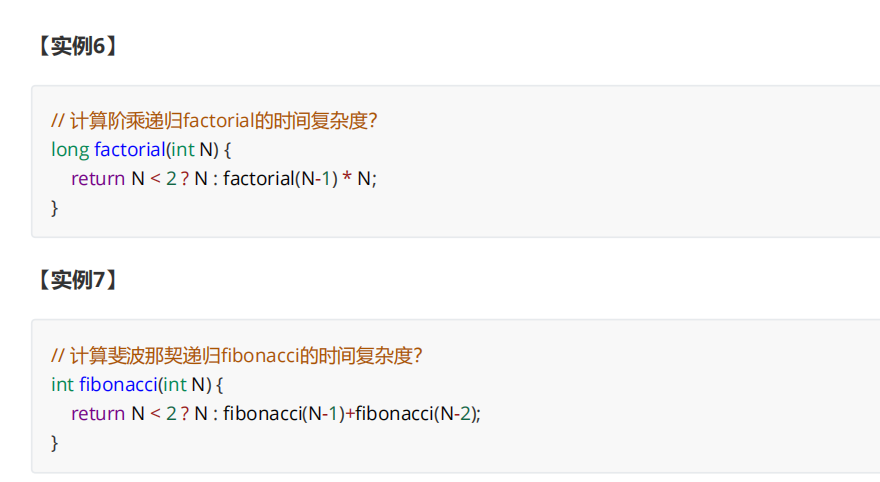 【实例6】
// 计算阶乘递归factorial的时间复杂度？
long factorial(int N) {
return N < 2 ? N : factorial(N-1) * N;
}
【实例7】
// 计算斐波那契递归fibonacci的时间复杂度？
int fibonacci(int N) {
return N < 2 ? N : fibonacci(N-1)+fibonacci(N-2);
}